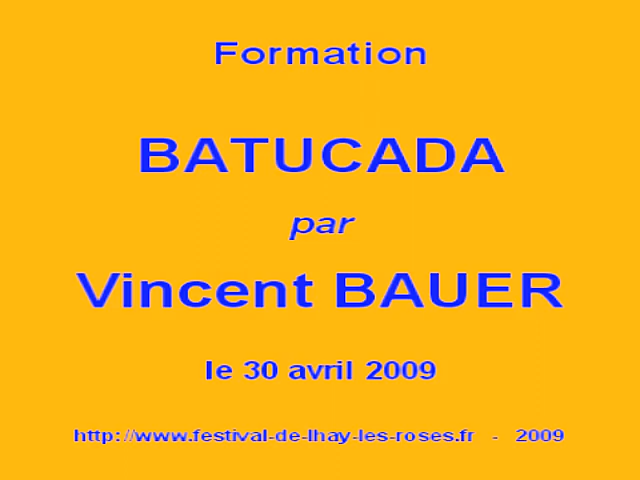 Formation
BATUCADA
par
Vincent BAUER
le 30 avril 2009
http://www.festival-de-lhay-les-roses.fr - 2009